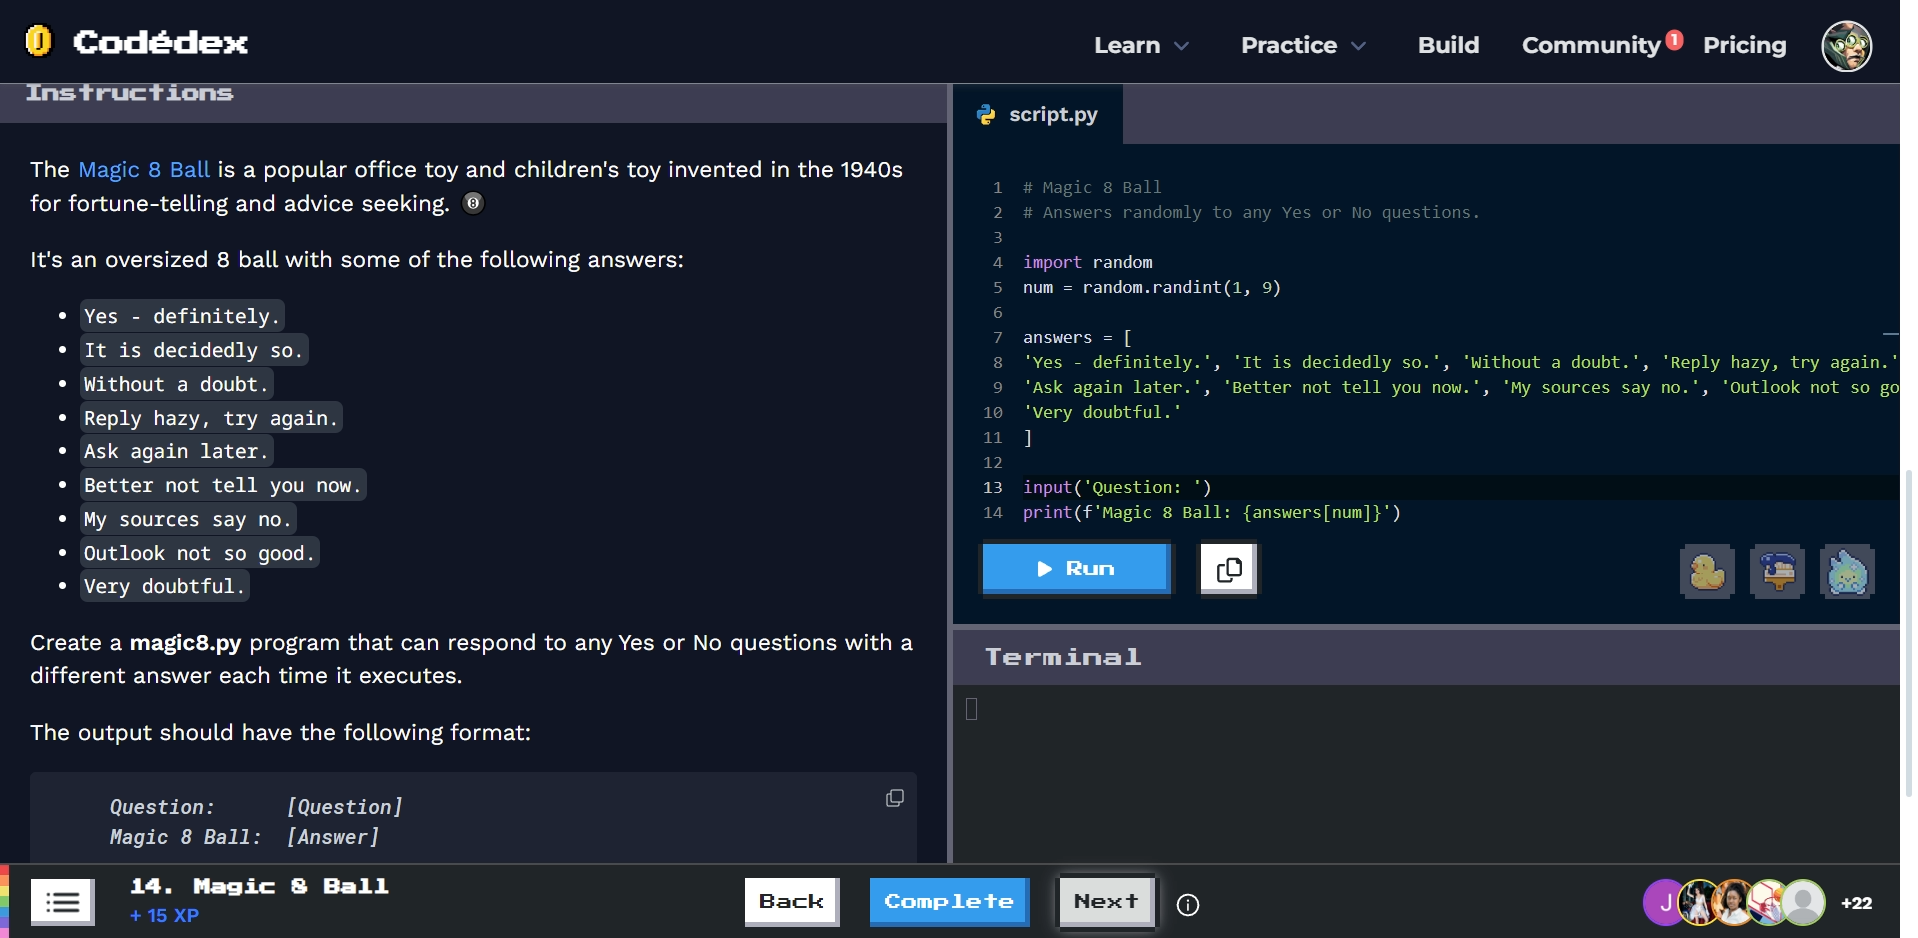 Codédex
Learn
Practice
Build
Community
1
Pricing
Instructions
The Magic 8 Ball is a popular office toy and children's toy invented in the 1940s
for fortune-telling and advice seeking.
It's an oversized 8 ball with some of the following answers:
Yes - definitely.
It is decidedly so.
Without a doubt.
Reply hazy, try again.
Ask again later.
Better not tell you now.
My sources say no.
Outlook not so good.
Very doubtful.
Create a magic8.py program that can respond to any Yes or No questions with a
different answer each time it executes.
The output should have the following format:
Question: [Question]
Magic 8 Ball: [Answer]
script.py
1 # Magic 8 Ball
2 # Answers randomly to any Yes or No questions.
3
4 import random
5 num = random.randint(1, 9)
6
7 answers = [
8 'Yes - definitely.', 'It is decidedly so.', 'Without a doubt.', 'Reply hazy, try again.'
9 'Ask again later.', 'Better not tell you now.', 'My sources say no.', 'Outlook not so go
10 'Very doubtful.'
11 ]
12
13 input('Question: ')
14 print(f'Magic 8 Ball: {answers[num]}')
Run
Terminal
14. Magic 8 Ball
+ 15 XP
Back
Complete
Next
J
+22